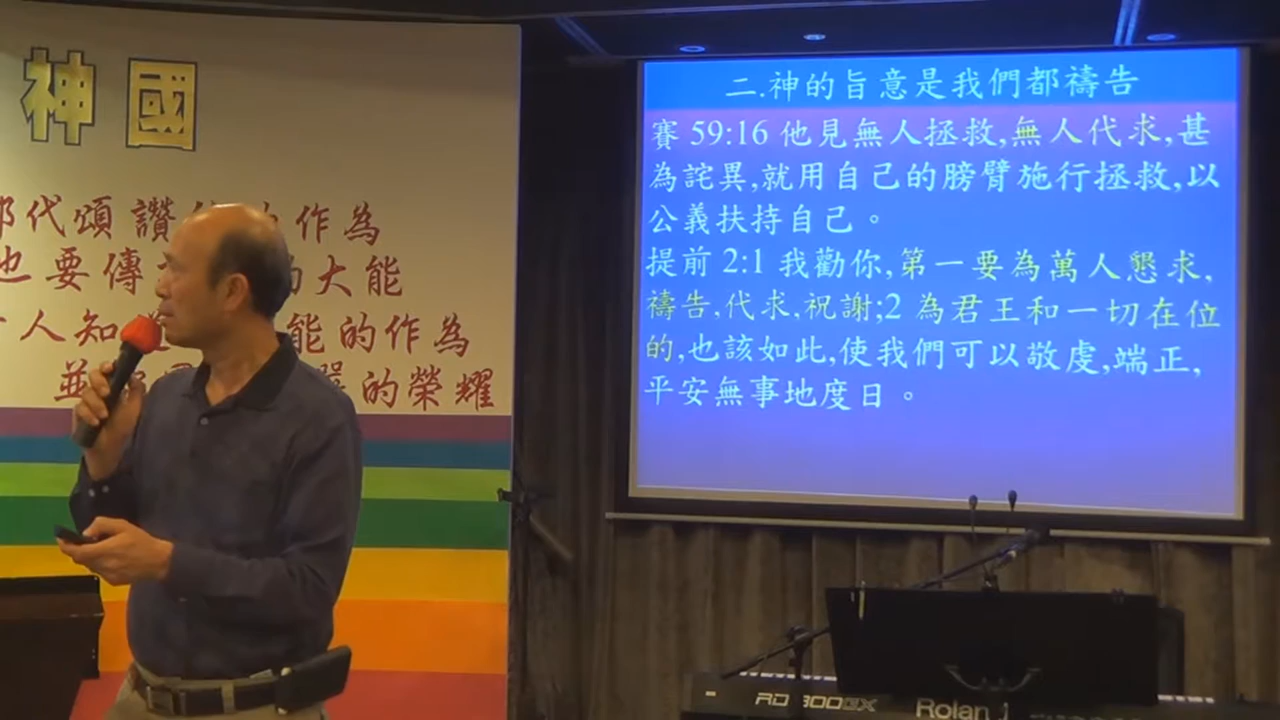 神國
代頌讚
作為
也要傳
大能
人知
能的作為
並
的榮耀
二.神的旨意是我們都禱告
賽 59:16 他見無人拯救,無人代求,甚
為詫異,就用自己的膀臂施行拯救,以
公義扶持自己。
提前 2:1 我勸你,第一要為萬人懇求,
禱告,代求,祝謝;2 為君王和一切在位
的,也該如此,使我們可以敬虔,端正,
平安無事地度日。
RD 300GX
Rolan